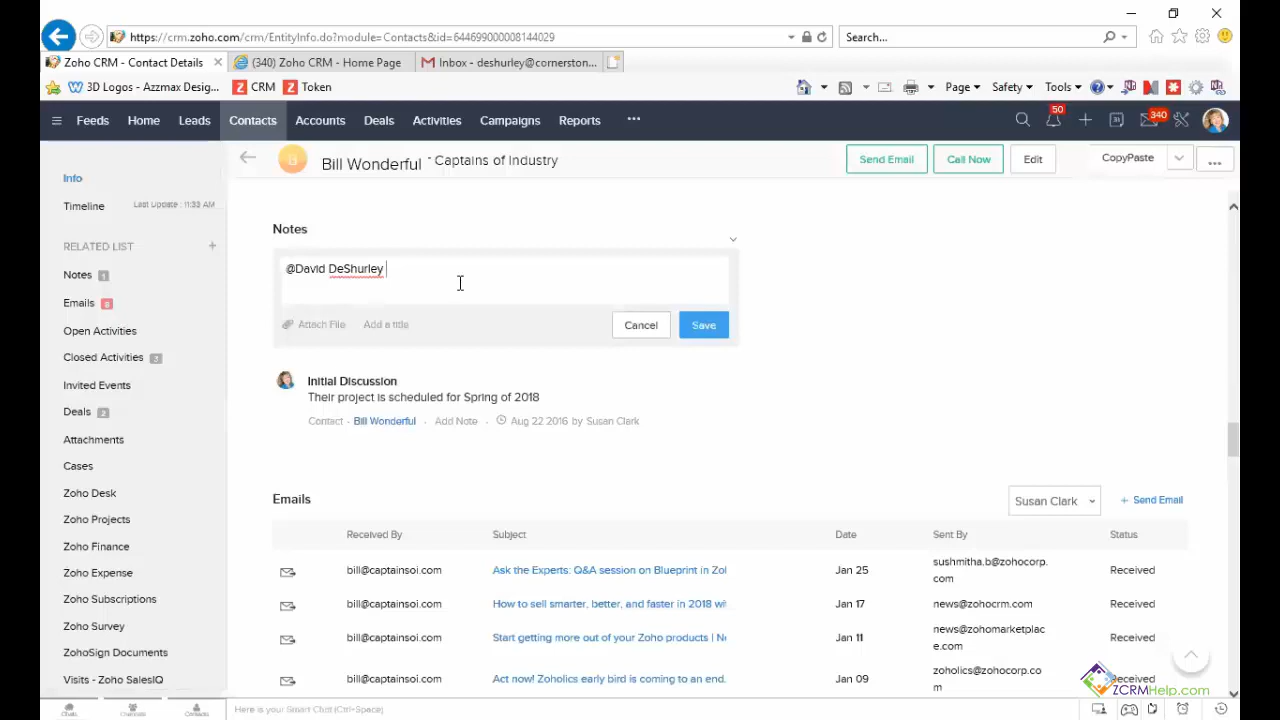 https://crm.zoho.com/crm/EntityInfo.do?module=Contacts&id=644699000008144029
Search...
Zoho CRM - Contact Details
(340) Zoho CRM - Home Page
Inbox - deshurley@cornerston...
3D Logos - Azzmax Desig...
CRM
Token
Page
Safety
Tools
Feeds
Home
Leads
Contacts
Accounts
Deals
Activities
Campaigns
Reports
50
340
Bill Wonderful - Captains of Industry
Send Email
Call Now
Edit
CopyPaste
Info
Timeline
Last Update : 11:33 AM
RELATED LIST
Notes 1
Emails
Open Activities
Closed Activities 3
Invited Events
Deals 2
Attachments
Cases
Zoho Desk
Zoho Projects
Zoho Finance
Zoho Expense
Zoho Subscriptions
Zoho Survey
ZohoSign Documents
Visits - Zoho SalesIQ
Notes
@David DeShurley
Attach File
Add a title
Cancel
Save
Initial Discussion
Their project is scheduled for Spring of 2018
Contact - Bill Wonderful · Add Note · Aug 22 2016 by Susan Clark
Emails
Susan Clark
+ Send Email
Received By Subject Date Sent By Status
bill@captainsoi.com Ask the Experts: Q&A session on Blueprint in Zol Jan 25 sushmitha.b@zohocorp.com Received
bill@captainsoi.com How to sell smarter, better, and faster in 2018 wi Jan 17 news@zohocrm.com Received
bill@captainsoi.com Start getting more out of your Zoho products | Ne Jan 11 news@zohomarketplace.com Received
bill@captainsoi.com Act now! Zoholics early bird is coming to an end. Jan 09 zoholics@zohocorp.com Received
ZCRMHelp.com
Chats
Channels
Contacts
Here is your Smart Chat (Ctrl+Space)